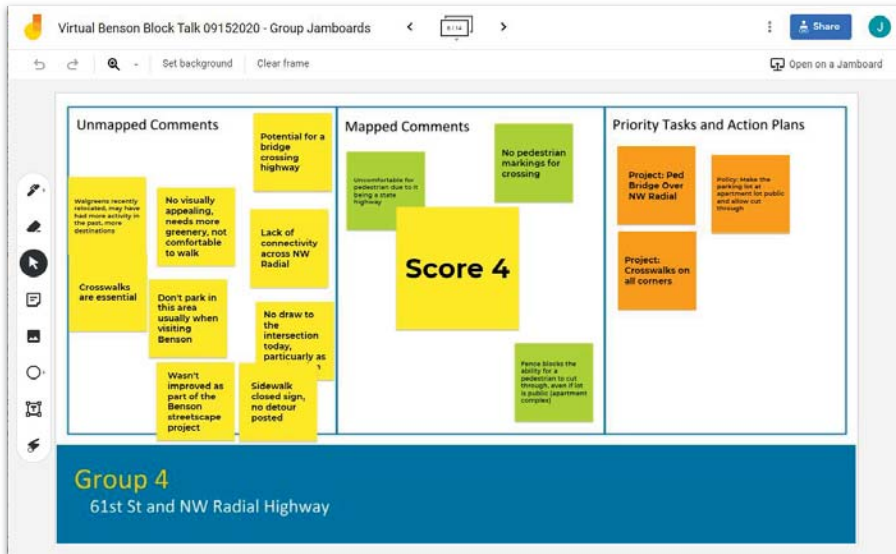 Virtual Benson Block Talk 09152020 - Group Jamboards
8 / 14
Share
J
Set background
Clear frame
Open on a Jamboard
Unmapped Comments
Potential for a
bridge
crossing
highway
Walgreens recently
relocated, may have
had more activity in
the past, more
destinations
No visually
appealing,
needs more
greenery, not
comfortable
to walk
Lack of
connectivity
across NW
Radial
Crosswalks
are essential
Don't park in
this area
usually when
visiting
Benson
No draw to
the
intersection
today,
particuarly as
Wasn't
improved as
part of the
Benson
streetscape
project
Sidewalk
closed sign,
no detour
posted
Mapped Comments
Uncomfortable for
pedestrian due to it
being a state
highway
No pedestrian
markings for
crossing
Score 4
Fence blocks the
ability for a
pedestrian to cut
through, even if lot
is public (apartment
complex)
Priority Tasks and Action Plans
Project: Ped
Bridge Over
NW Radial
Policy: Make the
parking lot at
apartment lot public
and allow cut
through
Project:
Crosswalks on
all corners
Group 4
61st St and NW Radial Highway